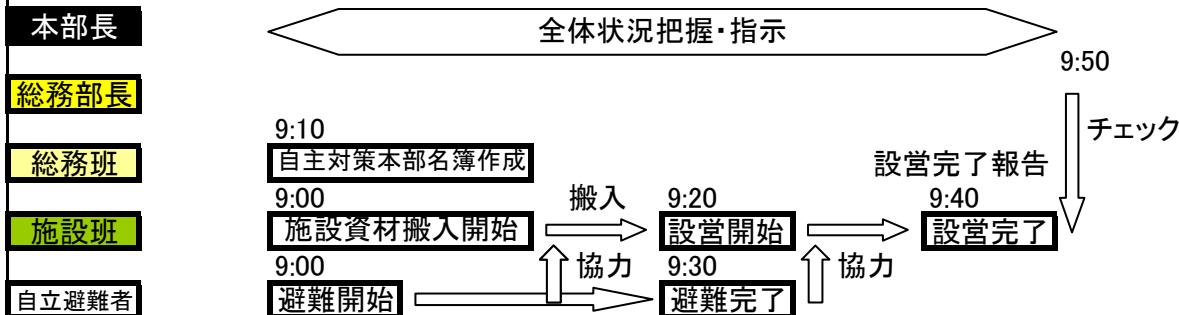 本部長
全体状況把握・指示
9:50
総務部長
チェック
9:10
総務班
自主対策本部名簿作成
設営完了報告
9:00
搬入
9:20
9:40
施設班
施設資材搬入開始
設営開始
設営完了
9:00
協力
9:30
協力
自立避難者
避難開始
避難完了